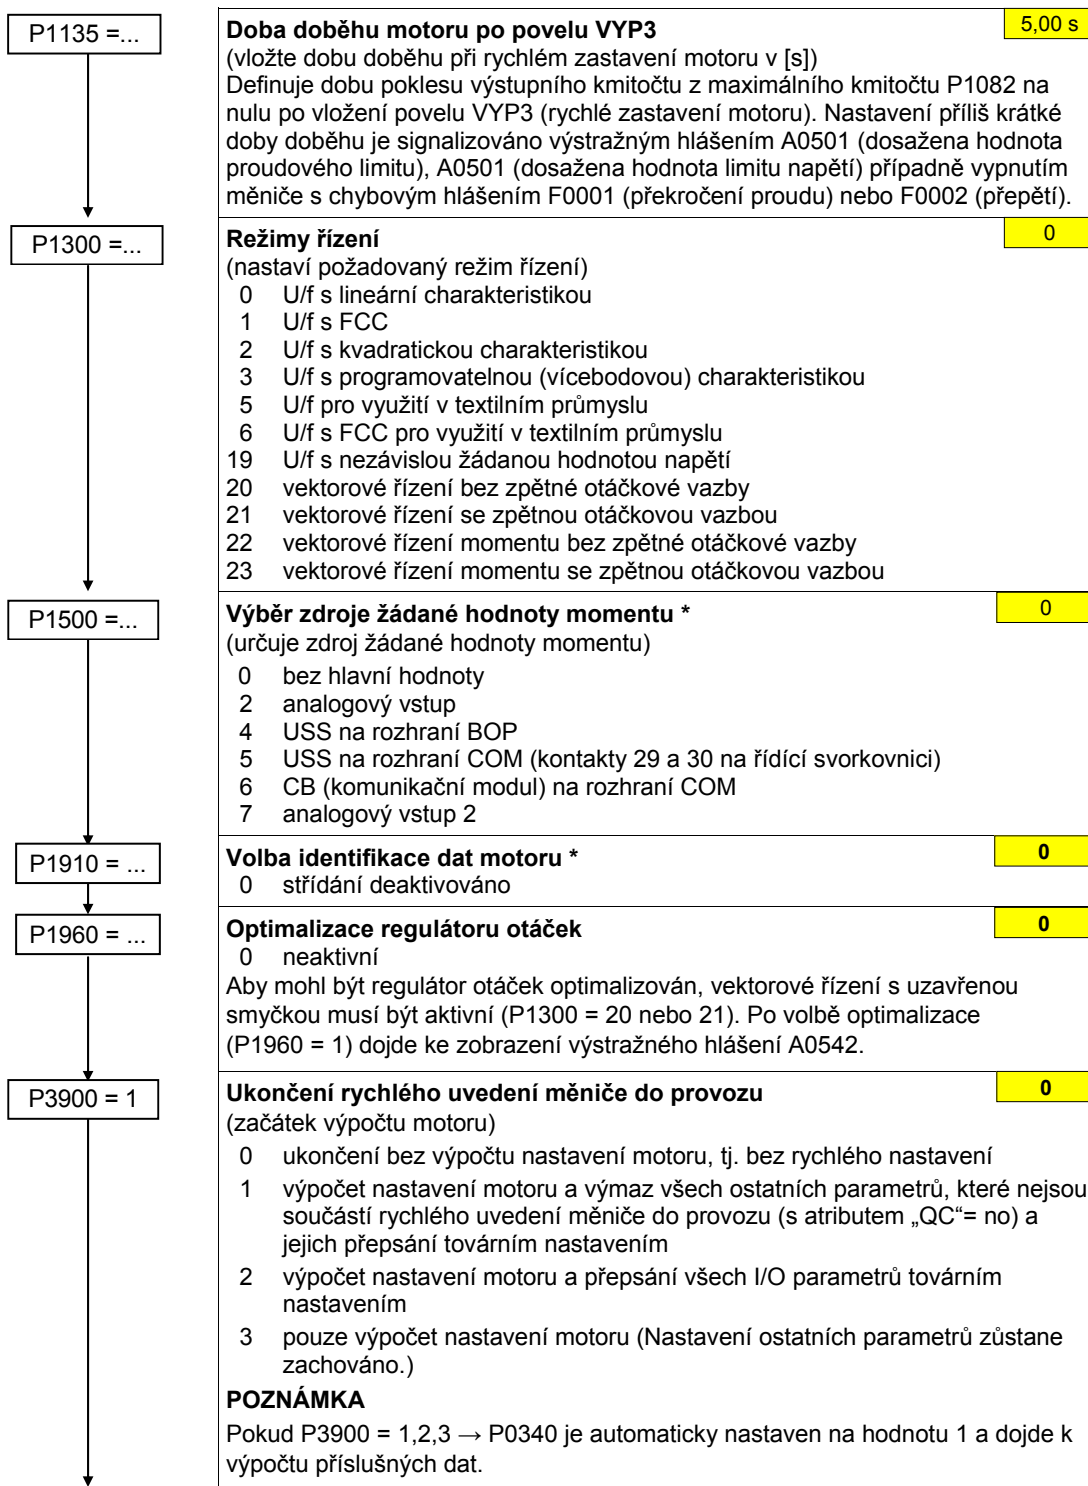 P1135 =...
Doba doběhu motoru po povelu VYP3
5,00 s
(vložte dobu doběhu při rychlém zastavení motoru v [s])
Definuje dobu poklesu výstupního kmitočtu z maximálního kmitočtu P1082 na
nulu po vložení povelu VYP3 (rychlé zastavení motoru). Nastavení příliš krátké
doby doběhu je signalizováno výstražným hlášením A0501 (dosažena hodnota
proudového limitu), A0501 (dosažena hodnota limitu napětí) případně vypnutím
měniče s chybovým hlášením F0001 (překročení proudu) nebo F0002 (přepětí).
P1300 =...
Režimy řízení
0
(nastaví požadovaný režim řízení)
0 U/f s lineární charakteristikou
1 U/f s FCC
2 U/f s kvadratickou charakteristikou
3 U/f s programovatelnou (vícebodovou) charakteristikou
5 U/f pro využití v textilním průmyslu
6 U/f s FCC pro využití v textilním průmyslu
19 U/f s nezávislou žádanou hodnotou napětí
20 vektorové řízení bez zpětné otáčkové vazby
21 vektorové řízení se zpětnou otáčkovou vazbou
22 vektorové řízení momentu bez zpětné otáčkové vazby
23 vektorové řízení momentu se zpětnou otáčkovou vazbou
P1500 =...
Výběr zdroje žádané hodnoty momentu *
0
(určuje zdroj žádané hodnoty momentu)
0 bez hlavní hodnoty
2 analogový vstup
4 USS na rozhraní BOP
5 USS na rozhraní COM (kontakty 29 a 30 na řídící svorkovnici)
6 CB (komunikační modul) na rozhraní COM
7 analogový vstup 2
P1910 = ...
Volba identifikace dat motoru *
0
0 střídání deaktivováno
P1960 = ...
Optimalizace regulátoru otáček
0
0 neaktivní
Aby mohl být regulátor otáček optimalizován, vektorové řízení s uzavřenou
smyčkou musí být aktivní (P1300 = 20 nebo 21). Po volbě optimalizace
(P1960 = 1) dojde ke zobrazení výstražného hlášení A0542.
P3900 = 1
Ukončení rychlého uvedení měniče do provozu
0
(začátek výpočtu motoru)
0 ukončení bez výpočtu nastavení motoru, tj. bez rychlého nastavení
1 výpočet nastavení motoru a výmaz všech ostatních parametrů, které nejsou
součástí rychlého uvedení měniče do provozu (s atributem „QC“= no) a
jejich přepsání továrním nastavením
2 výpočet nastavení motoru a přepsání všech I/O parametrů továrním
nastavením
3 pouze výpočet nastavení motoru (Nastavení ostatních parametrů zůstane
zachováno.)
POZNÁMKA
Pokud P3900 = 1,2,3 → P0340 je automaticky nastaven na hodnotu 1 a dojde k
výpočtu příslušných dat.